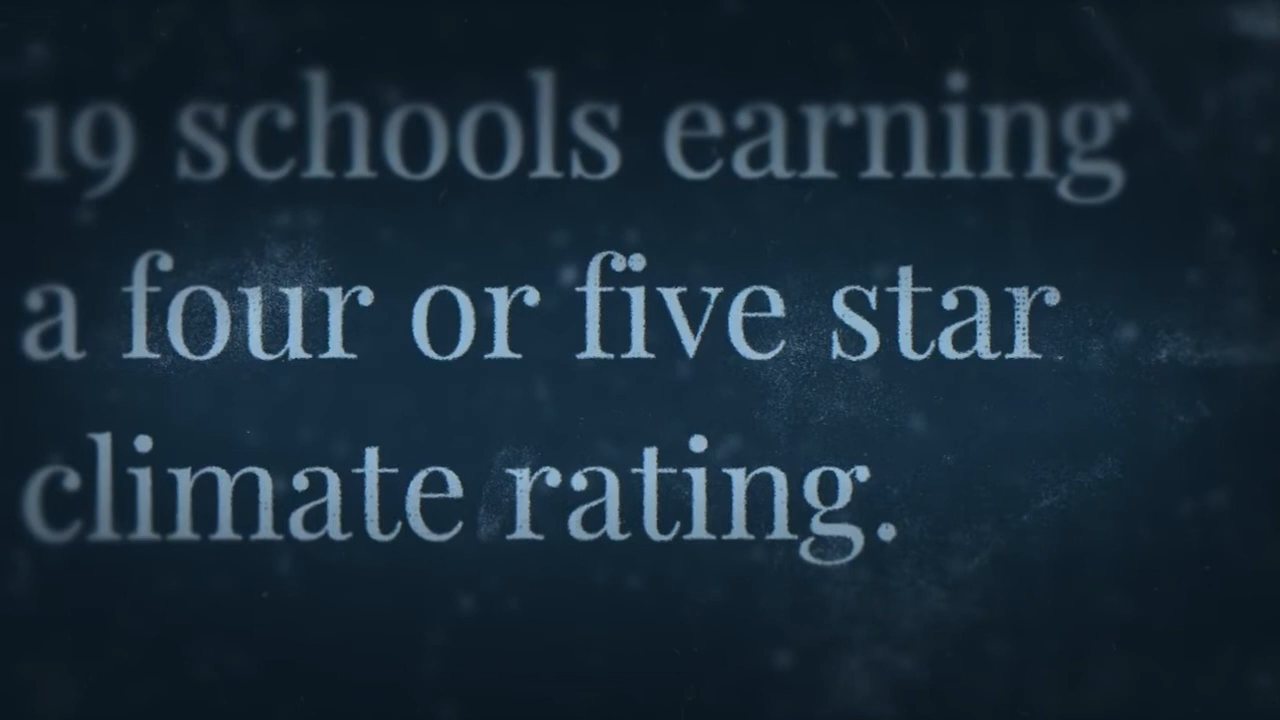 19 schools earning
a four or five star
climate rating.